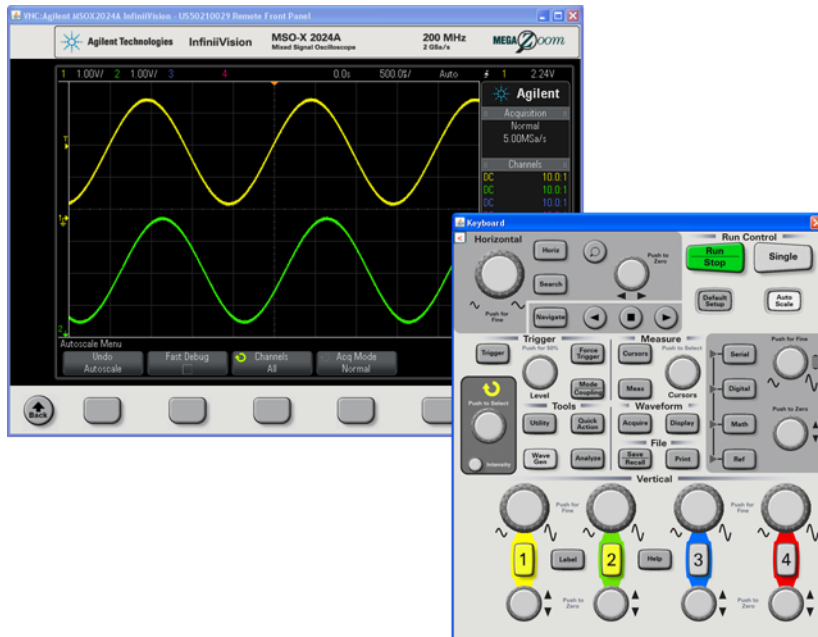 VNC:Agilent MSOX2024A InfiniiVision - US50210029 Remote Front Panel
Agilent Technologies InfiniiVision MSO-X 2024A 200 MHz MEGA Zoom
Mixed Signal Oscilloscope 2 GSa/s
1 1.00V/ 2 1.00V/ 3 4 0.0s 500.0®/ Auto 1 2.24V
Agilent
Acquisition
Normal
5.00MSa/s
Channels
DC 10.0:1
DC 10.0:1
DC 10.0:1
T
1
2
Autoscale Menu
Undo Fast Debug Channels Acq Mode
Autoscale All Normal
Back
Keyboard
<
Horizontal
Horiz
Push to Zero
Search
Push for Fine
Navigate
Run Control
Run
Stop
Single
Default Setup
Auto Scale
Trigger
Push for 50%
Trigger
Force Trigger
Level
Mode Coupling
Measure
Push to Select
Cursors
Meas
Cursors
Push to Select
Intensity
Tools
Utility
Quick Action
Wave Gen
Analyze
Waveform
Acquire
Display
File
Save Recall
Print
Serial
Digital
Math
Ref
Push for Fine
Push to Zero
Vertical
Push for Fine
Push for Fine
1
Label
2
Help
3
4
Push to Zero
Push to Zero